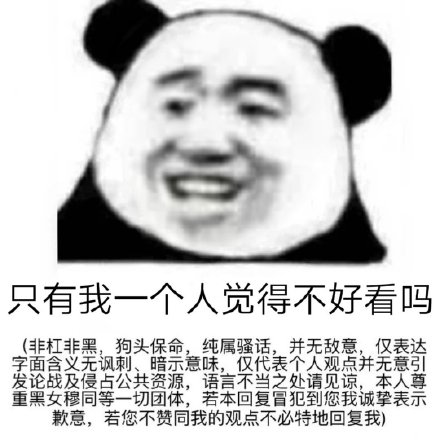 只有我一个人觉得不好看吗
（非杠非黑，狗头保命，纯属骚话，并无敌意，仅表达
字面含义无讽刺、暗示意味，仅代表个人观点并无意引
发论战及侵占公共资源，语言不当之处请见谅，本人尊
重黑女穆同等一切团体，若本回复冒犯到您我诚挚表示
歉意，若您不赞同我的观点不必特地回复我)